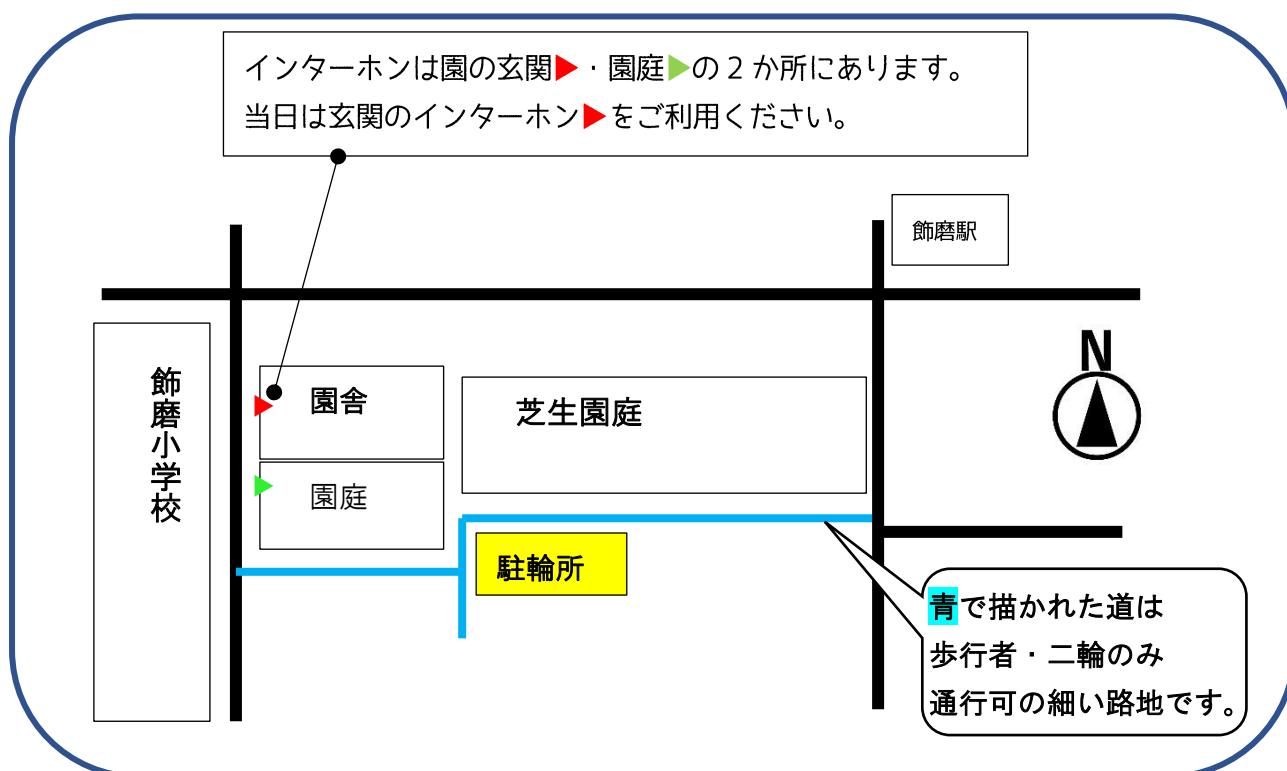 インターホンは園の玄関▶・園庭▶の2か所にあります。
当日は玄関のインターホン▶をご利用ください。
飾磨駅
N
飾磨小学校
園舎
芝生園庭
園庭
駐輪所
青で描かれた道は
歩行者・二輪のみ
通行可の細い路地です。